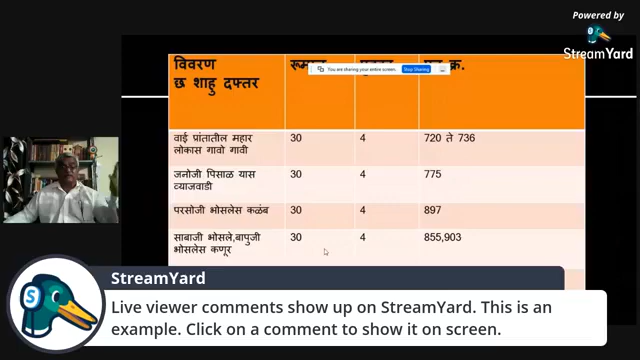 Powered by
StreamYard
विवरण
छ शाहु दफ्तर
You are sharing your entire screen.
Stop Sharing
क्र.
वाई प्रांतातील महार
लोकास गावो गावी
30
4
720 ते 736
जनोजी पिसाळ यास
व्याजवाडी
30
4
775
परसोजी भोसलेस कळंब
30
4
897
साबाजी भोसले,बापुजी
भोसलेस कणूर
30
4
855,903
StreamYard
Live viewer comments show up on StreamYard. This is an
example. Click on a comment to show it on screen.